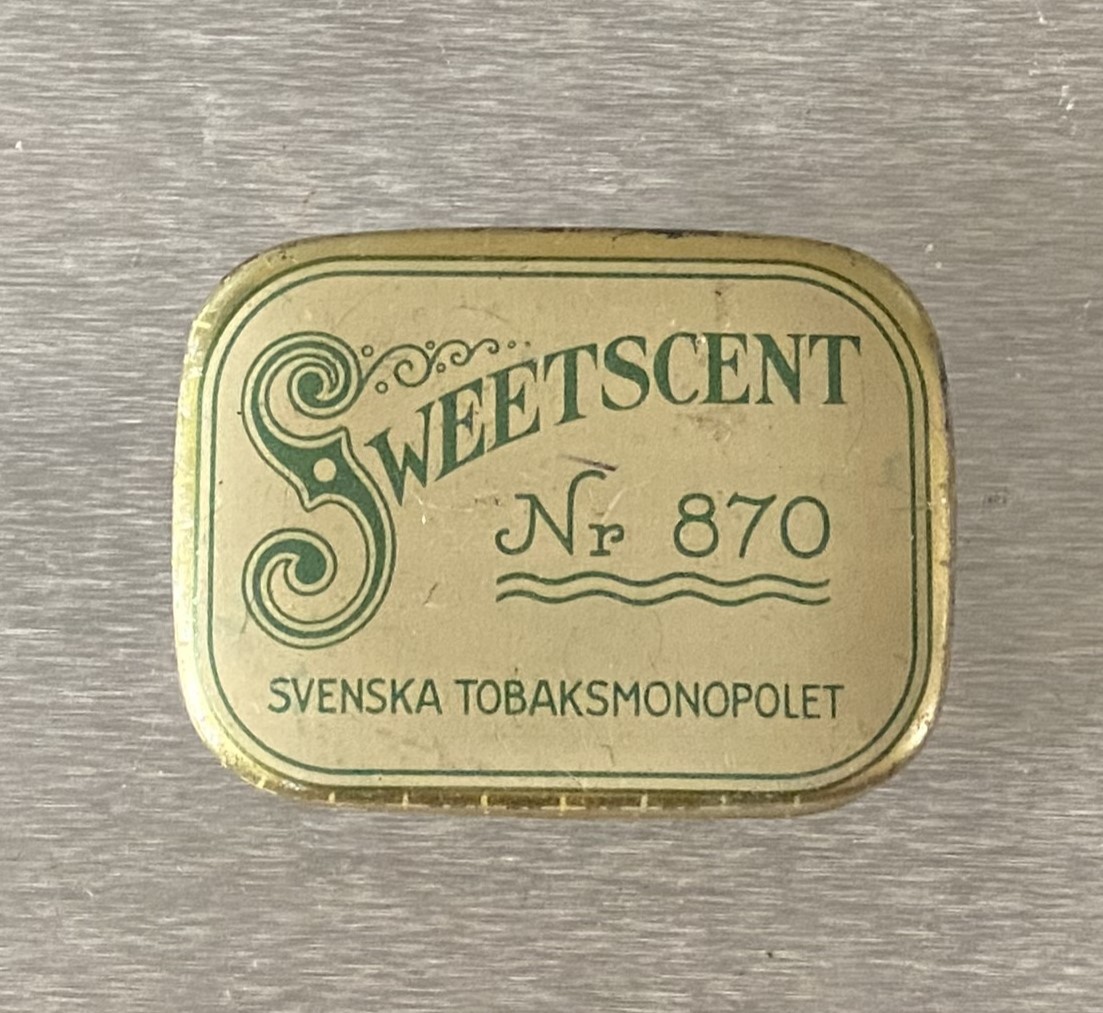 SWEETSCENT
Nr 870
SVENSKA TOBAKSMONOPOLET